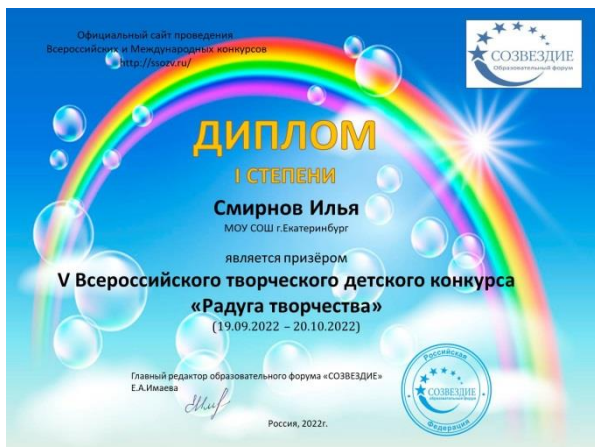 Официальный сайт проведения
Всероссийских и Международных конкурсов
http://ssozv.ru/
СОЗВЕЗДИЕ
Образовательный форум
ДИПЛОМ
I СТЕПЕНИ
Смирнов Илья
МОУ СОШ г.Екатеринбург
является призёром
V Всероссийского творческого детского конкурса
«Радуга творчества»
(19.09.2022 – 20.10.2022)
Главный редактор образовательного форума «СОЗВЕЗДИЕ»
Е.А.Имаева
Россия, 2022г.
Российская
СОЗВЕЗДИЕ
Образовательный форум
Федерация